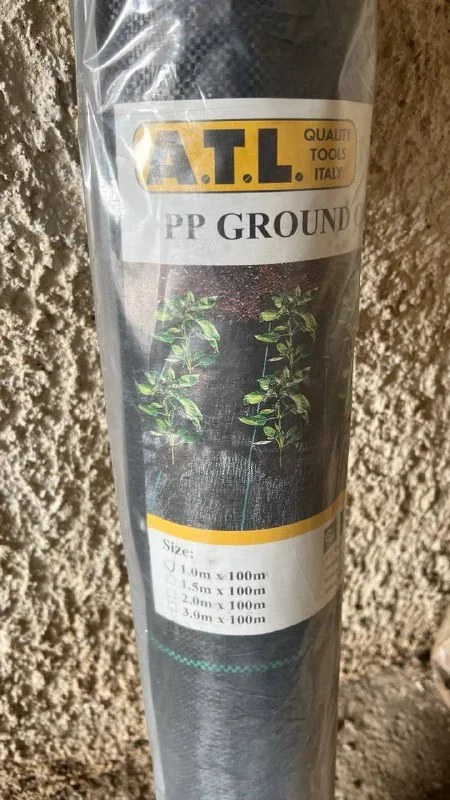 A.T.L.
QUALITY
TOOLS
ITALY
PP GROUND
Size:
1.0m x 100m
1.5m x 100m
2.0m x 100m
3.0m x 100m